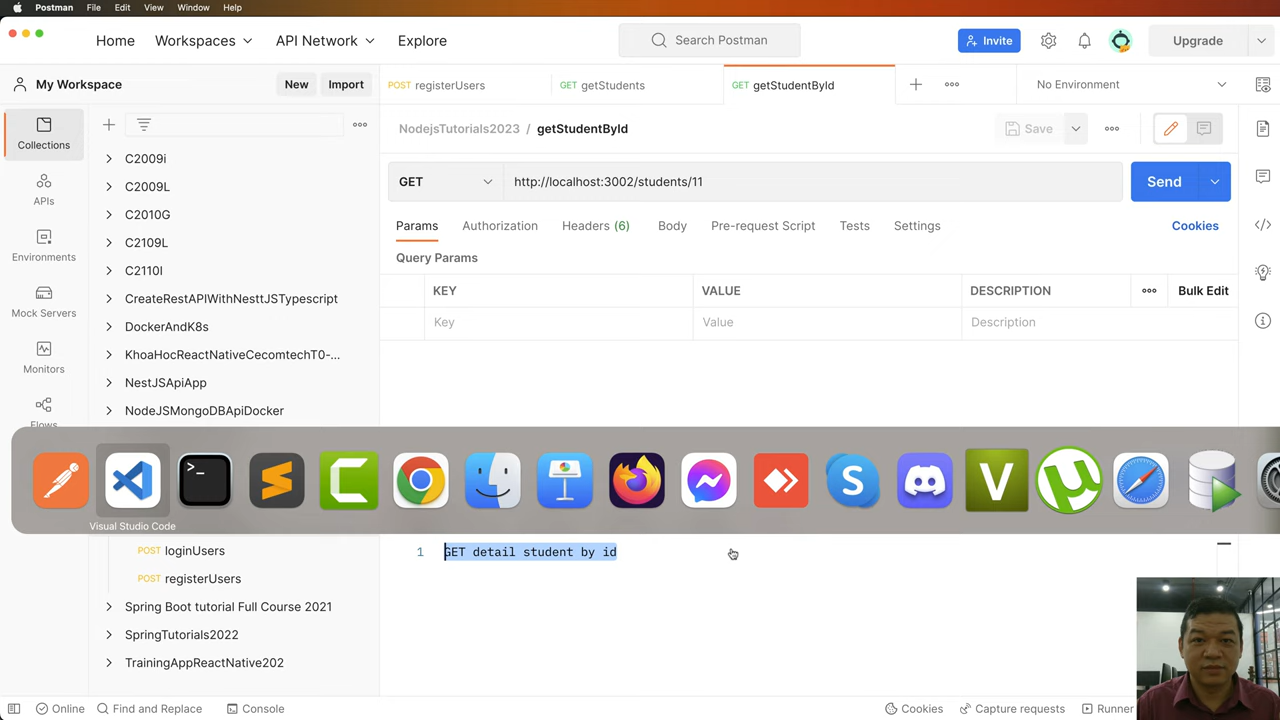 Postman File Edit View Window Help
Home Workspaces API Network Explore Search Postman Invite Upgrade
My Workspace New Import POST registerUsers GET getStudents GET getStudentById No Environment
Collections
APIs
Environments
Mock Servers
Monitors
Flows
C2009i
C2009L
C2010G
C2109L
C2110I
CreateRestAPIWithNesttJSTypescript
DockerAndK8s
KhoaHocReactNativeCecomtechT0-...
NestJSApiApp
NodeJSMongoDBApiDocker
NodejsTutorials2023 / getStudentById Save
GET http://localhost:3002/students/11 Send
Params Authorization Headers (6) Body Pre-request Script Tests Settings Cookies
Query Params
KEY VALUE DESCRIPTION Bulk Edit
Key Value Description
Visual Studio Code
POST loginUsers
POST registerUsers
Spring Boot tutorial Full Course 2021
SpringTutorials2022
TrainingAppReactNative202
1 GET detail student by id
Online Find and Replace Console Cookies Capture requests Runner